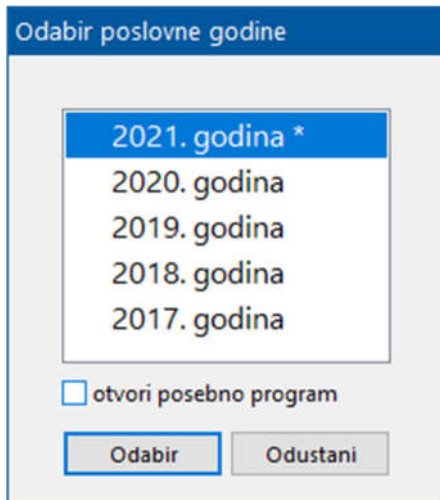 Odabir poslovne godine
2021. godina *
2020. godina
2019. godina
2018. godina
2017. godina
otvori posebno program
Odabir Odustani